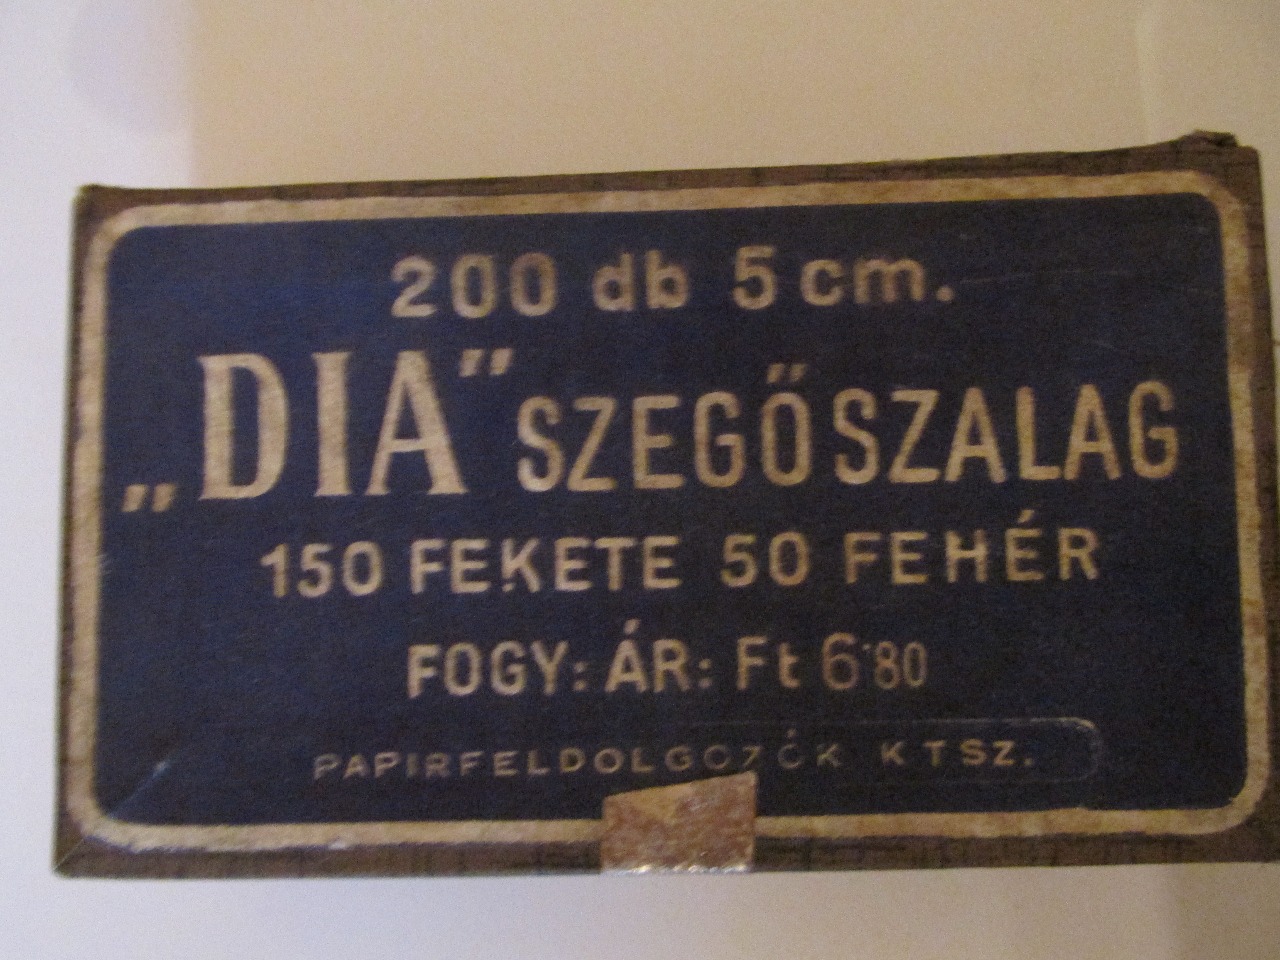 200 db 5 cm.
„DIA” SZEGŐSZALAG
150 FEKETE 50 FEHÉR
FOGY: ÁR: Ft 6·80
PAPIRFELDOLGOZÓK KTSZ.